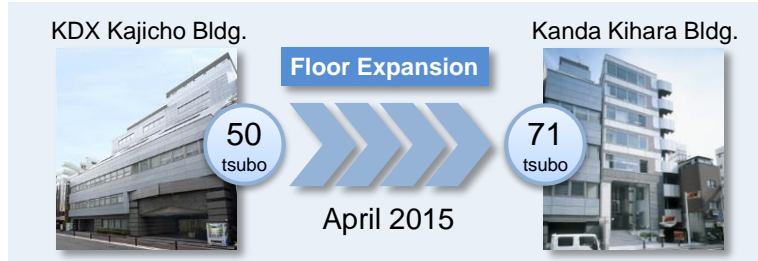 KDX Kajicho Bldg.
Kanda Kihara Bldg.
Floor Expansion
50
tsubo
71
tsubo
April 2015